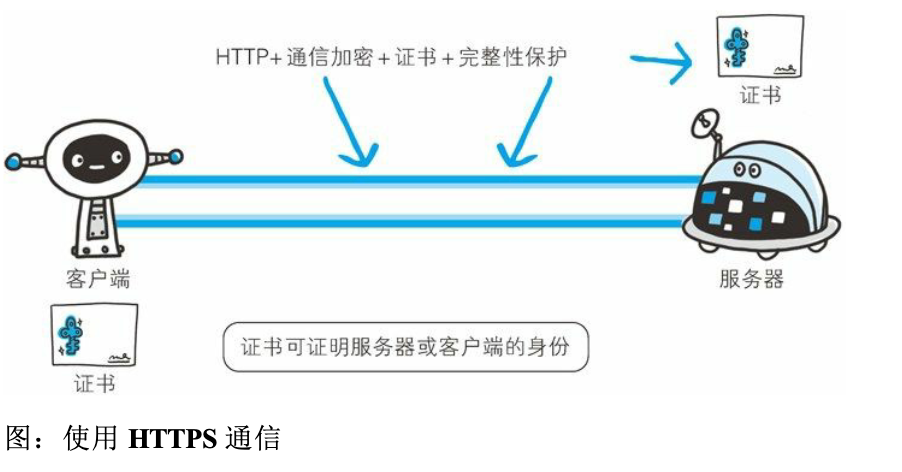 HTTP+通信加密+证书+完整性保护
证书
客户端
服务器
证书可证明服务器或客户端的身份
证书
图：使用 HTTPS 通信